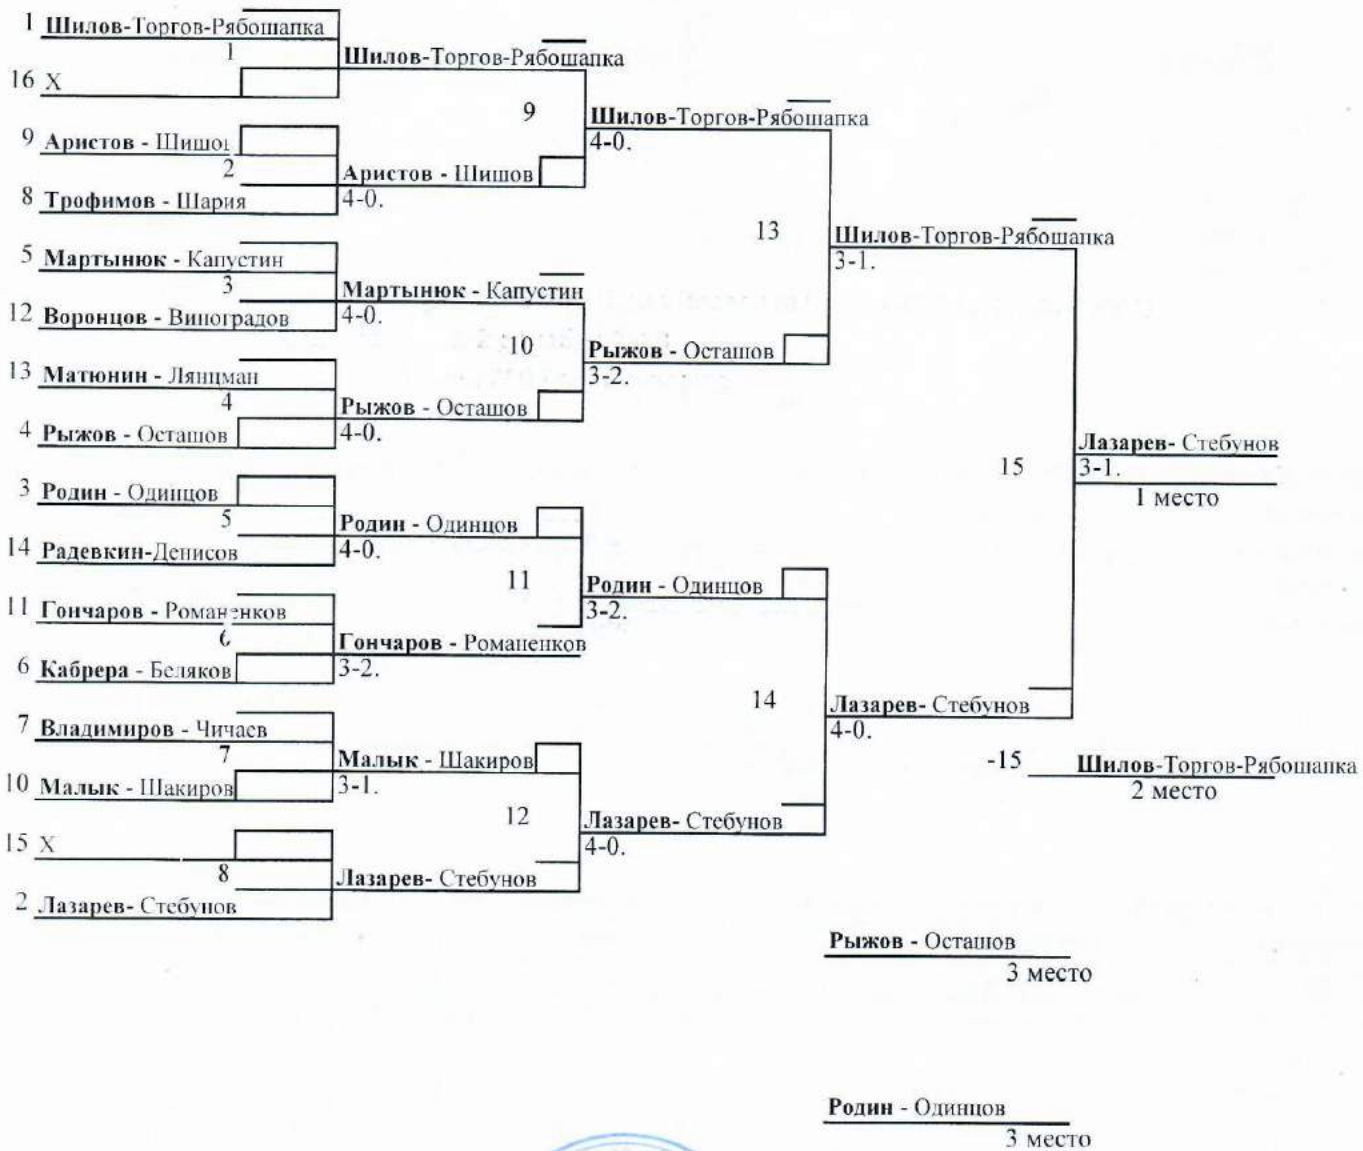 1 Шилов-Торгов-Рябошапка
1
16 X
Шилов-Торгов-Рябошапка
9 Аристов - Шишов
2
8 Трофимов - Шария
Аристов - Шишов
4-0.
9
Шилов-Торгов-Рябошапка
4-0.
5 Мартынюк - Капустин
3
12 Воронцов - Виноградов
Мартынюк - Капустин
4-0.
13 Матюнин - Лянцман
4
4 Рыжов - Осташов
Рыжов - Осташов
4-0.
10
Рыжов - Осташов
3-2.
13
Шилов-Торгов-Рябошапка
3-1.
3 Родин - Одинцов
5
14 Радевкин-Денисов
Родин - Одинцов
4-0.
11 Гончаров - Романенков
6
6 Кабрера - Беляков
Гончаров - Романенков
3-2.
11
Родин - Одинцов
3-2.
7 Владимиров - Чичаев
7
10 Малык - Шакиров
Малык - Шакиров
3-1.
15 X
8
2 Лазарев- Стебунов
Лазарев- Стебунов
12
Лазарев- Стебунов
4-0.
14
Лазарев- Стебунов
4-0.
15
Лазарев- Стебунов
3-1.
1 место
-15 Шилов-Торгов-Рябошапка
2 место
Рыжов - Осташов
3 место
Родин - Одинцов
3 место